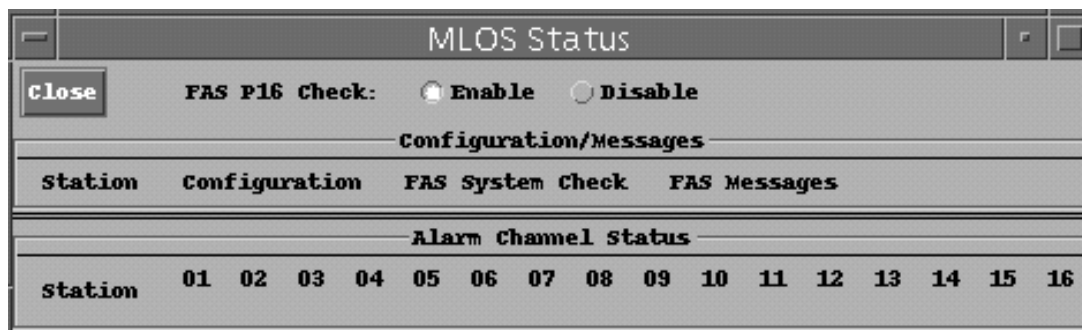 MLOS Status
Close FAS P16 Check: Enable Disable
Configuration/Messages
Station Configuration FAS System Check FAS Messages
Alarm Channel Status
Station 01 02 03 04 05 06 07 08 09 10 11 12 13 14 15 16